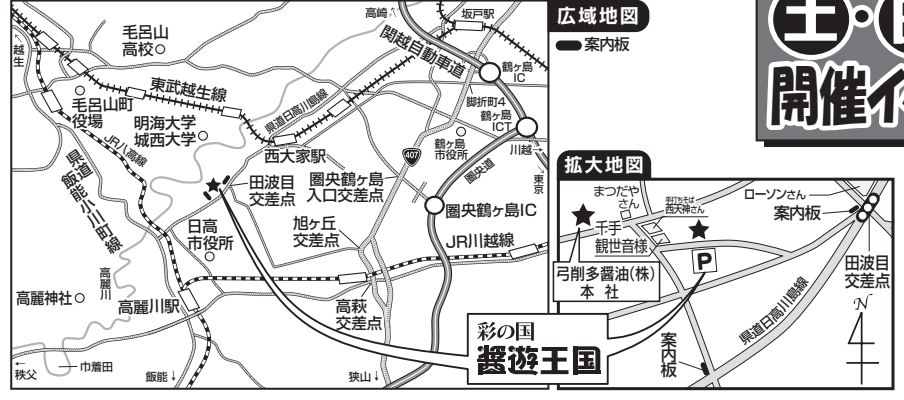 広域地図
案内板
土・
開催イ
高崎
坂戸駅
越生
毛呂山
高校
関越自動車道
鶴ヶ島
IC
東武越生線
県道日高川島線
脚折町4
毛呂山町
役場
明海大学
城西大学
鶴ヶ島
ICT
JR八高線
鶴ヶ島
市役所
407
川越
西大家駅
圏央道
東京
県道飯能小川町線
田波目
交差点
圏央鶴ヶ島
入口交差点
圏央鶴ヶ島IC
日高
市役所
旭ヶ丘
交差点
JR川越線
高麗川
高麗神社
高麗川駅
高萩
交差点
秩父
巾着田
飯能
狭山
彩の国
醤遊王国
拡大地図
まつだや
さん
手打ちそば
西大神さん
ローソンさん
案内板
千手
観世音様
P
弓削多醤油(株)
本社
田波目
交差点
県道日高川島線
案内板
N